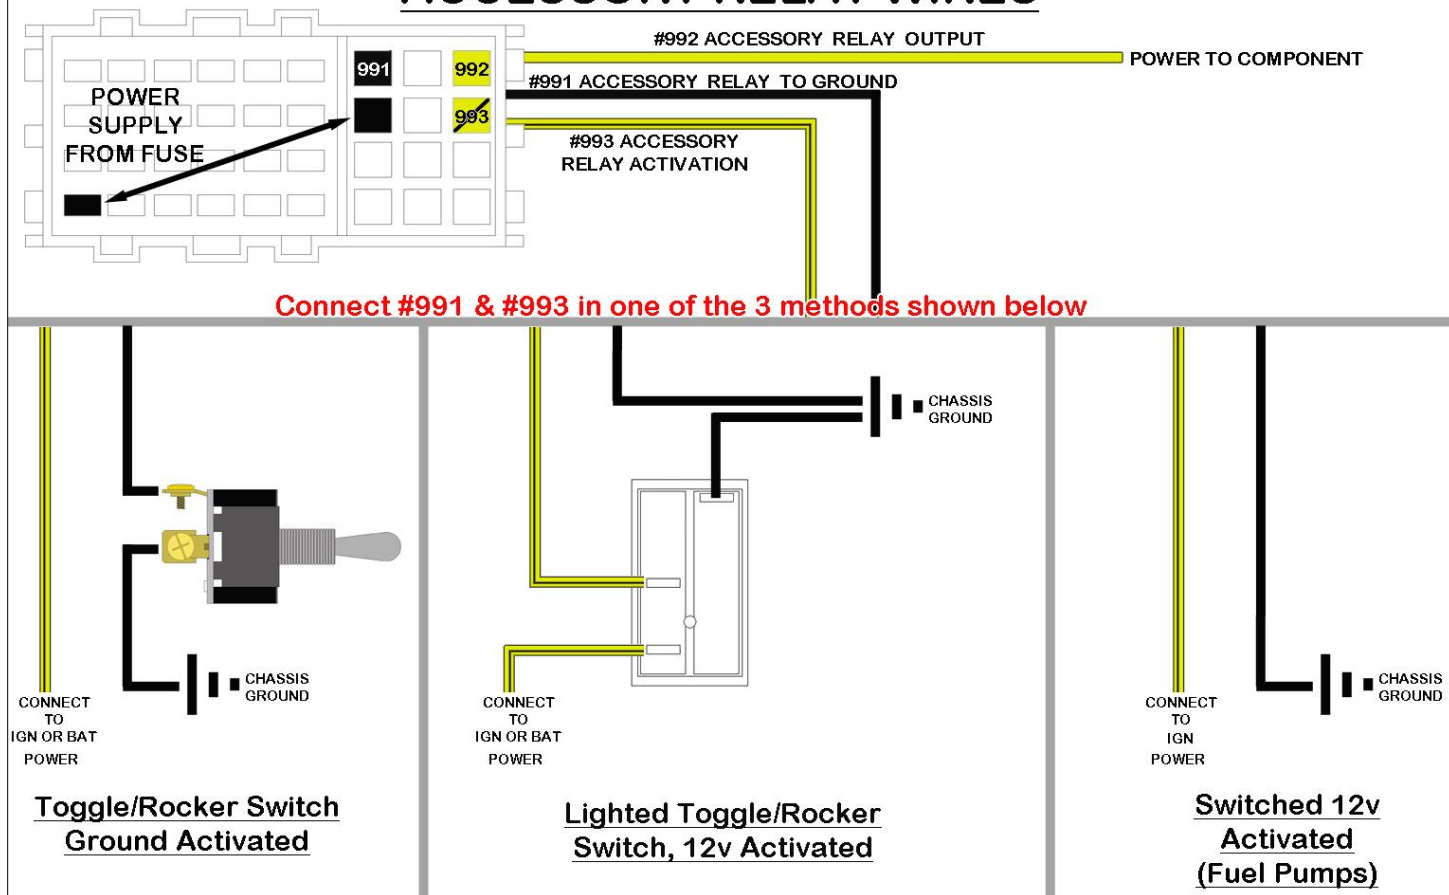 ACCESSORY RELAY WIRES
991
992
993
#992 ACCESSORY RELAY OUTPUT
POWER TO COMPONENT
#991 ACCESSORY RELAY TO GROUND
#993 ACCESSORY
RELAY ACTIVATION
POWER
SUPPLY
FROM FUSE
Connect #991 & #993 in one of the 3 methods shown below
CHASSIS
GROUND
CONNECT
TO
IGN OR BAT
POWER
Toggle/Rocker Switch
Ground Activated
CHASSIS
GROUND
CONNECT
TO
IGN OR BAT
POWER
Lighted Toggle/Rocker
Switch, 12v Activated
CHASSIS
GROUND
CONNECT
TO
IGN
POWER
Switched 12v
Activated
(Fuel Pumps)